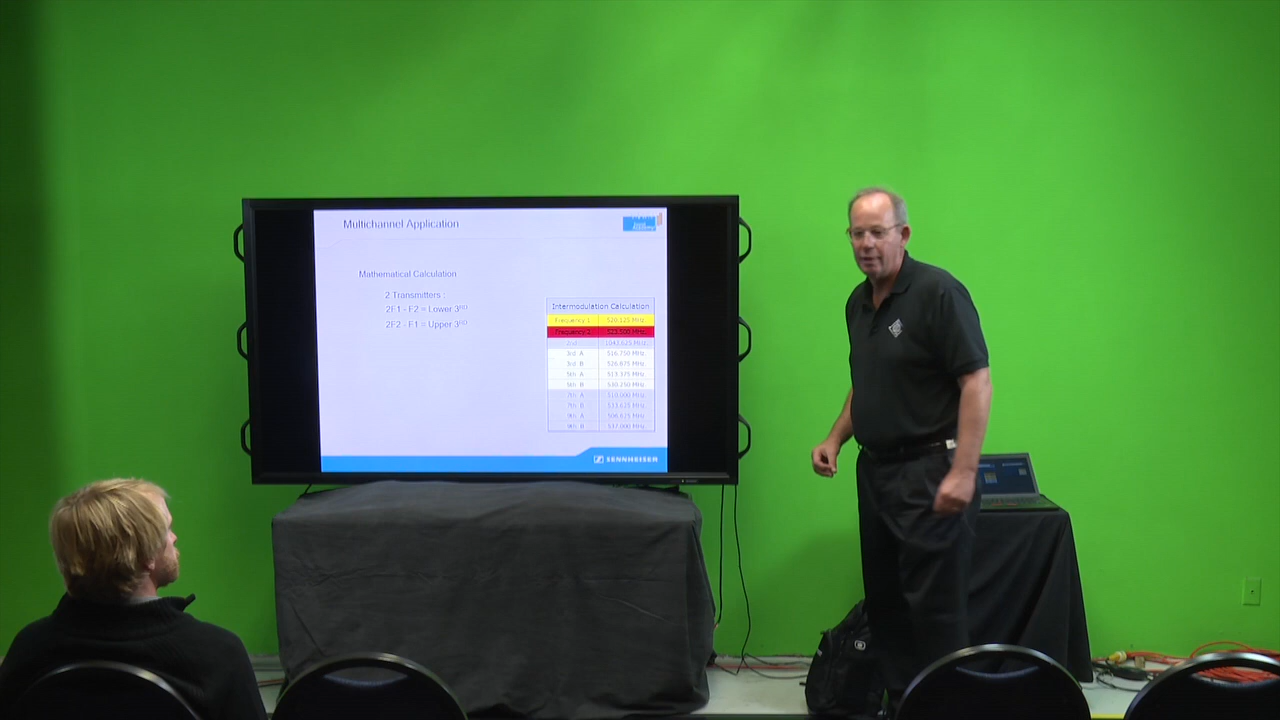 Multichannel Application
Mathematical Calculation
2 Transmitters :
2F1 - F2 = Lower 3RD
2F2 - F1 = Upper 3RD
Intermodulation Calculation
Frequency 1 520.125 MHz.
Frequency 2 523.500 MHz.
2nd 1043.625 MHz.
3rd. A 516.750 MHz.
3rd. B 526.875 MHz.
5th. A 513.375 MHz.
5th. B 530.250 MHz.
7th. A 510.000 MHz.
7th. B 533.625 MHz.
9th. A 506.625 MHz.
9th. B 537.000 MHz.
SENNHEISER